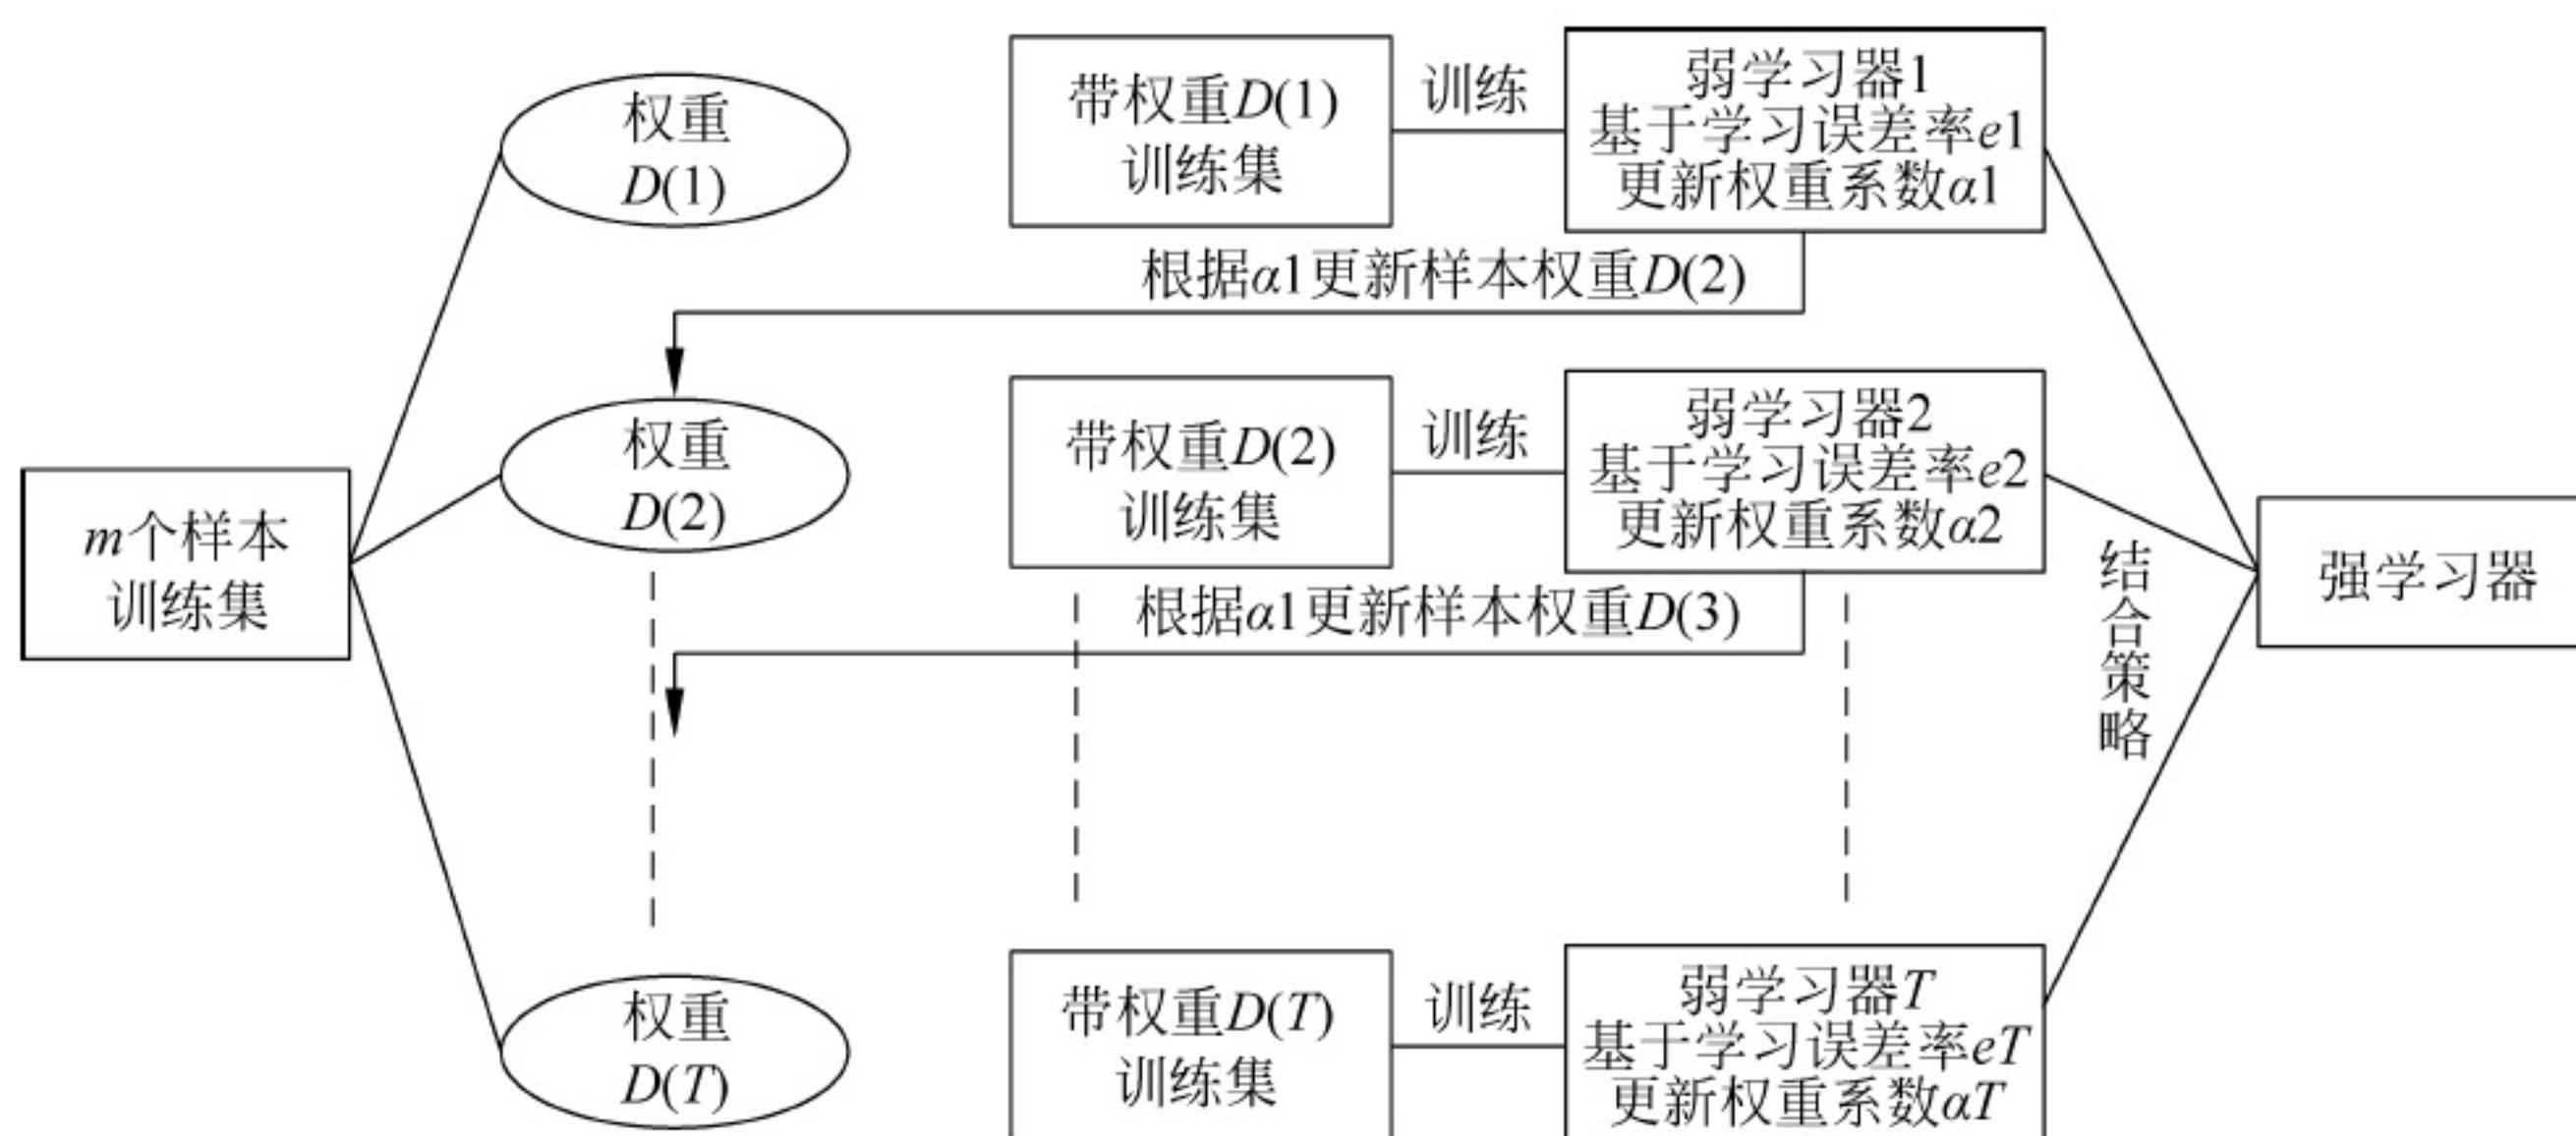 权重
D(1)
带权重D(1)
训练集
训练
弱学习器1
基于学习误差率e1
更新权重系数α1
根据α1更新样本权重D(2)
m个样本
训练集
权重
D(2)
带权重D(2)
训练集
训练
弱学习器2
基于学习误差率e2
更新权重系数α2
根据α1更新样本权重D(3)
结合策略
强学习器
权重
D(T)
带权重D(T)
训练集
训练
弱学习器T
基于学习误差率eT
更新权重系数αT